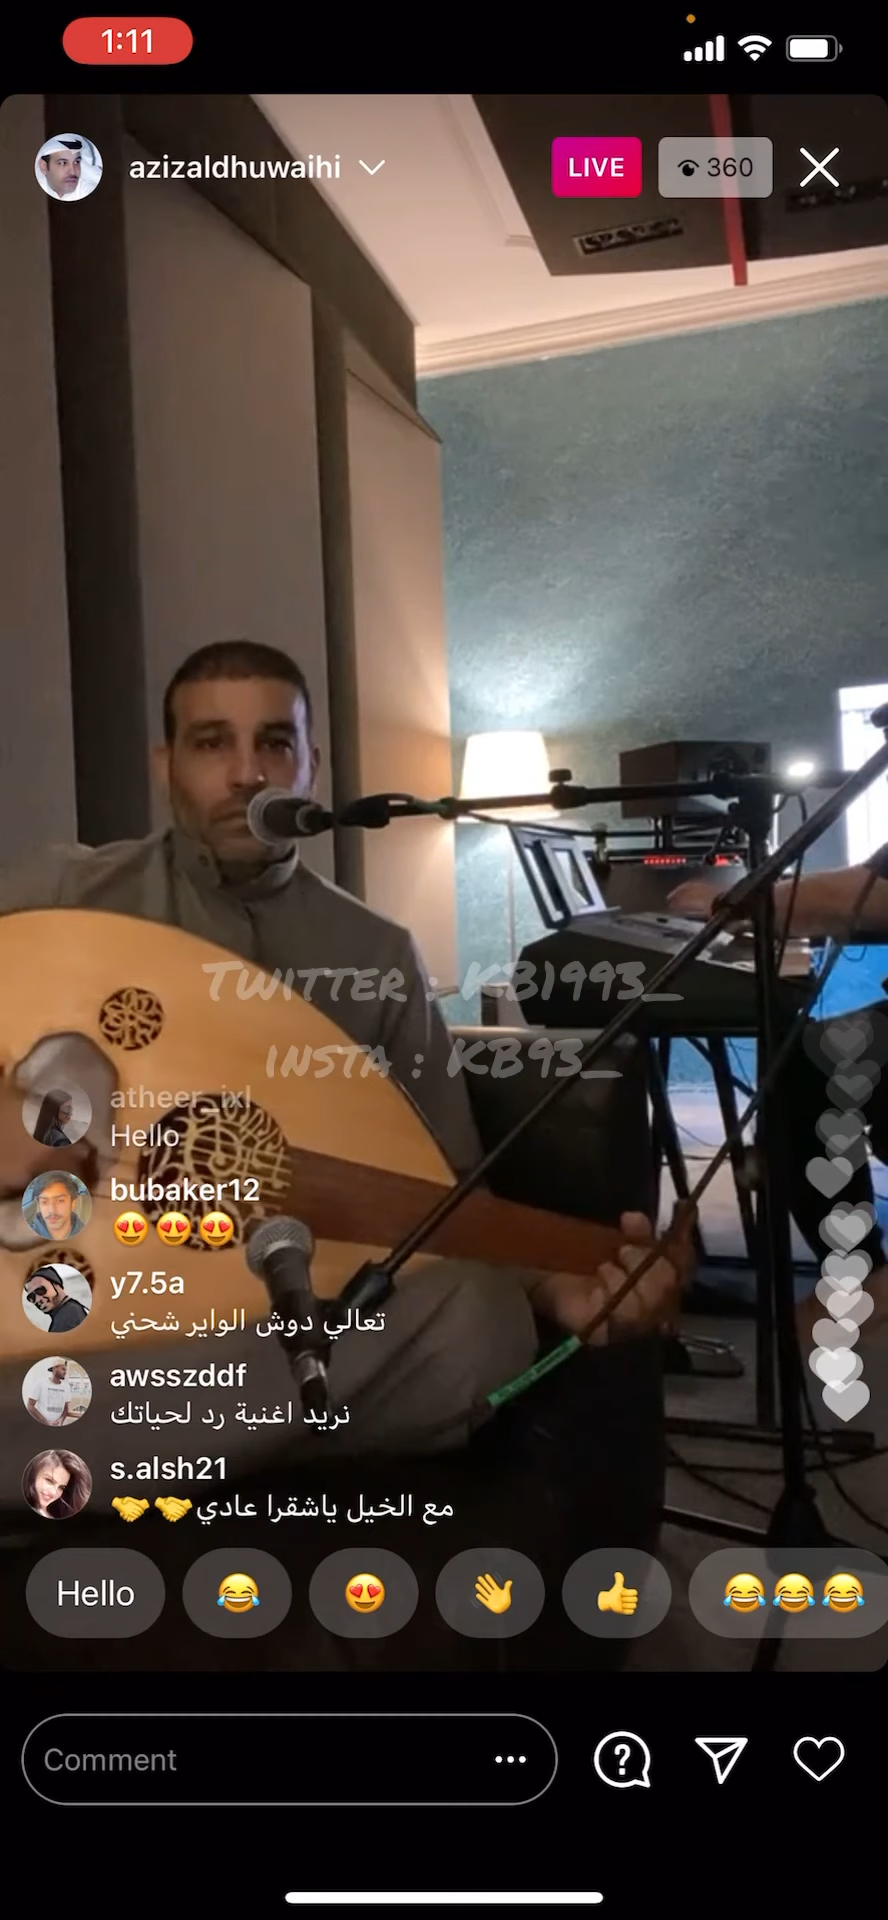 1:11
azizaldhuwaihi
LIVE
360
Twitter : KB1993_
insta : KB93_
atheer_ixl
Hello
bubaker12
😍😍😍
y7.5a
تعالي دوش الواير شحني
awsszddf
نريد اغنية رد لحياتك
s.alsh21
مع الخيل ياشقرا عادي🤝🤝
Hello 😂 😍 👋 👍 😂😂😂
Comment